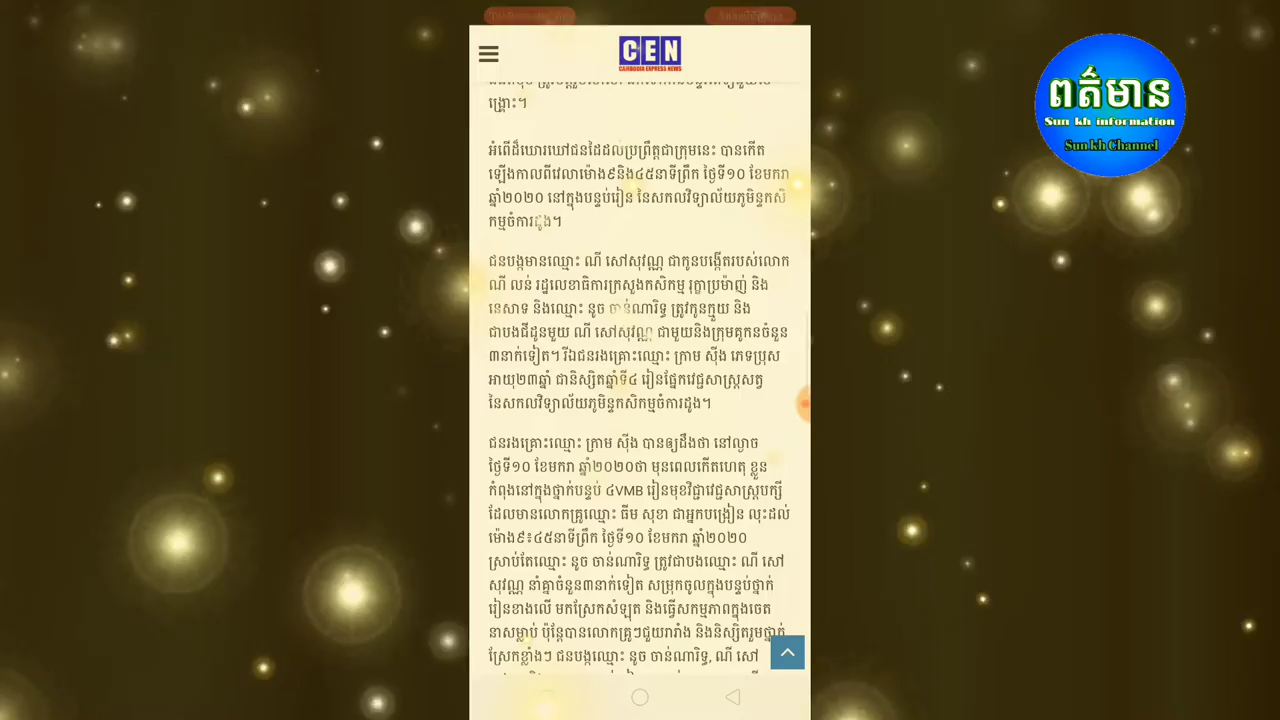 CEN
CAMBODIA EXPRESS NEWS
ពត៌មាន
Sun kh information
Sun kh Channel
ង្គ្រោះ។
អំពើដ៏ឃោរឃៅជនដៃដល់ប្រព្រឹត្តជាក្រុមនេះ បានកើត
ឡើងកាលពីវេលាម៉ោង៩និង៤៥នាទីព្រឹក ថ្ងៃទី១០ ខែមករា
ឆ្នាំ២០២០ នៅក្នុងបន្ទប់រៀន នៃសកលវិទ្យាល័យភូមិន្ទកសិ
កម្មចំការដូង។
ជនបង្កមានឈ្មោះ ណី សៅសុវណ្ណ ជាកូនបង្កើតរបស់លោក
ណី លន់ រដ្ឋលេខាធិការក្រសួងកសិកម្ម រុក្ខាប្រម៉ាញ់ និង
នេសាទ និងឈ្មោះ នូច ចាន់ណារិទ្ធ ត្រូវកូនក្មួយ និង
ជាបងជីដូនមួយ ណី សៅសុវណ្ណ ជាមួយនិងក្រុមគូកនចំនួន
៣នាក់ទៀត។ រីឯជនរងគ្រោះឈ្មោះ ក្រាម ស៊ីង ភេទប្រុស
អាយុ២៣ឆ្នាំ ជានិស្សិតឆ្នាំទី៤ រៀនផ្នែកវេជ្ជសាស្ត្រសត្វ
នៃសកលវិទ្យាល័យភូមិន្ទកសិកម្មចំការដូង។
ជនរងគ្រោះឈ្មោះ ក្រាម ស៊ីង បានឲ្យដឹងថា នៅល្ងាច
ថ្ងៃទី១០ ខែមករា ឆ្នាំ២០២០ថា មុនពេលកើតហេតុ ខ្លួន
កំពុងនៅក្នុងថ្នាក់បន្ទប់ ៤VMB រៀនមុខវិជ្ជាវេជ្ជសាស្ត្របក្សី
ដែលមានលោកគ្រូឈ្មោះ ធីម សុខា ជាអ្នកបង្រៀន លុះដល់
ម៉ោង៩៖៤៥នាទីព្រឹក ថ្ងៃទី១០ ខែមករា ឆ្នាំ២០២០
ស្រាប់តែឈ្មោះ នូច ចាន់ណារិទ្ធ ត្រូវជាបងឈ្មោះ ណី សៅ
សុវណ្ណ នាំគ្នាចំនួន៣នាក់ទៀត សម្រុកចូលក្នុងបន្ទប់ថ្នាក់
រៀនខាងលើ មកស្រែកសំឡុត និងធ្វើសកម្មភាពក្នុងចេត
នាសម្លាប់ ប៉ុន្តែបានលោកគ្រូៗជួយរារាំង និងនិស្សិតរួមថ្នាក់
ស្រែកខ្លាំងៗ ជនបង្កឈ្មោះ នូច ចាន់ណារិទ្ធ, ណី សៅ